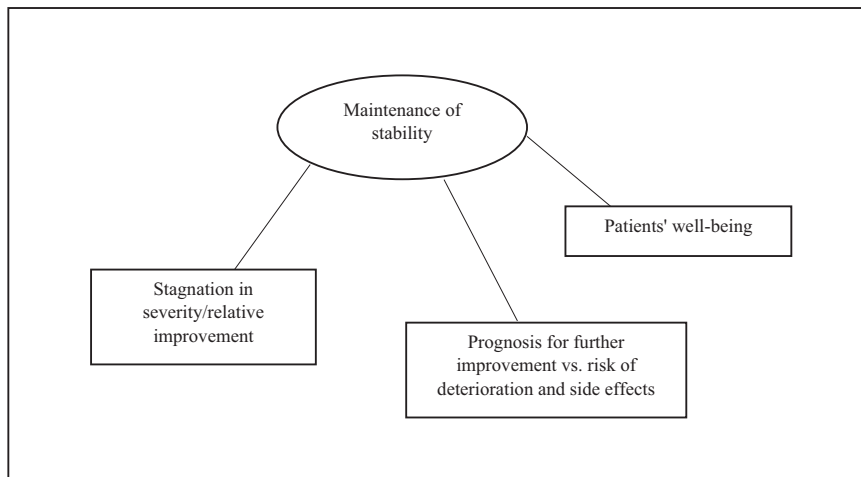 Maintenance of
stability
Patients' well-being
Stagnation in
severity/relative
improvement
Prognosis for further
improvement vs. risk of
deterioration and side effects